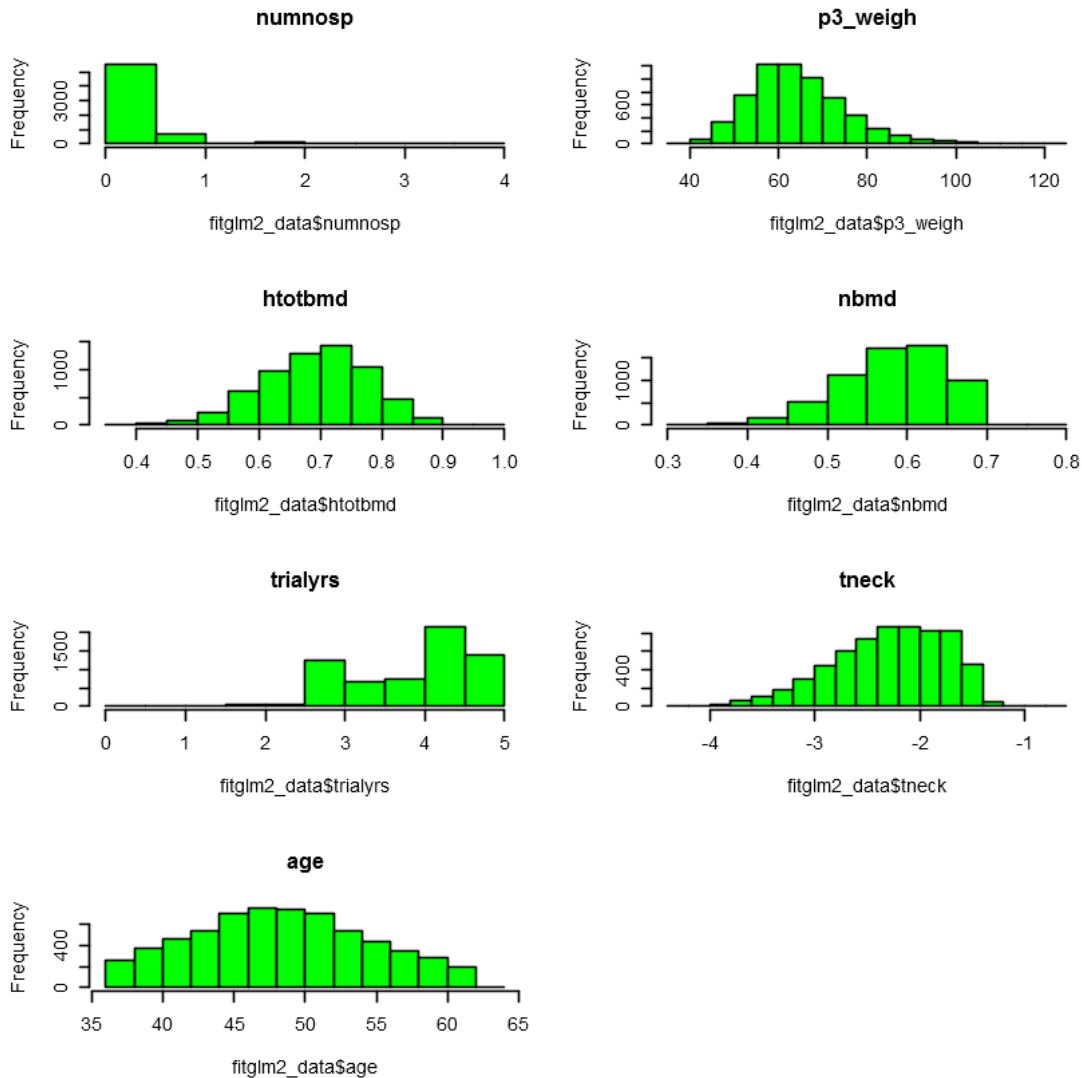 numnosp
Frequency
3000
0
0 1 2 3 4
fitglm2_data$numnosp
p3_weigh
Frequency
600
0
40 60 80 100 120
fitglm2_data$p3_weigh
htotbmd
Frequency
1000
0
0.4 0.5 0.6 0.7 0.8 0.9 1.0
fitglm2_data$htotbmd
nbmd
Frequency
1000
0
0.3 0.4 0.5 0.6 0.7 0.8
fitglm2_data$nbmd
trialyrs
Frequency
1500
0
0 1 2 3 4 5
fitglm2_data$trialyrs
tneck
Frequency
400
0
-4 -3 -2 -1
fitglm2_data$tneck
age
Frequency
400
0
35 40 45 50 55 60 65
fitglm2_data$age